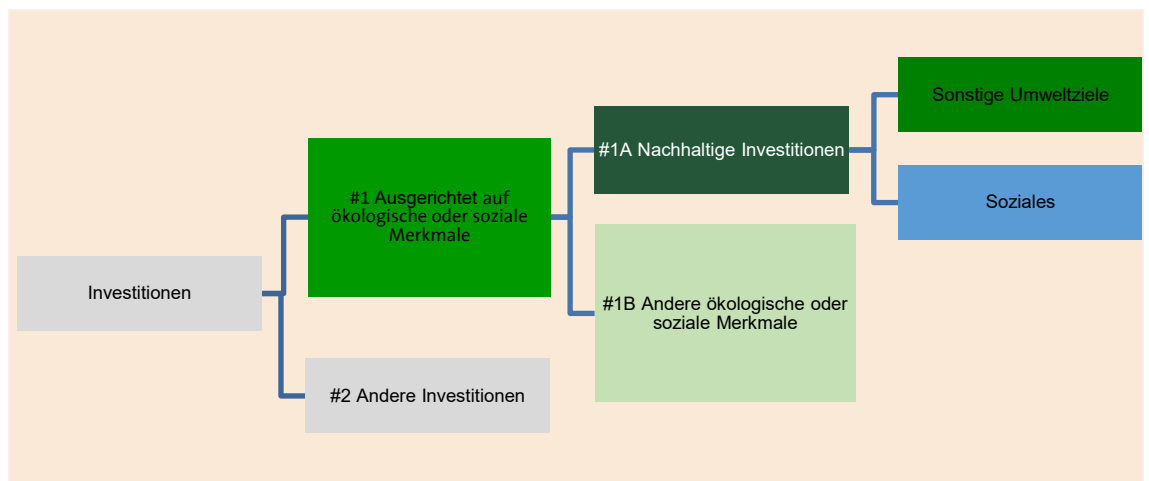 Investitionen
#1 Ausgerichtet auf
ökologische oder soziale
Merkmale
#2 Andere Investitionen
#1A Nachhaltige Investitionen
#1B Andere ökologische oder
soziale Merkmale
Sonstige Umweltziele
Soziales